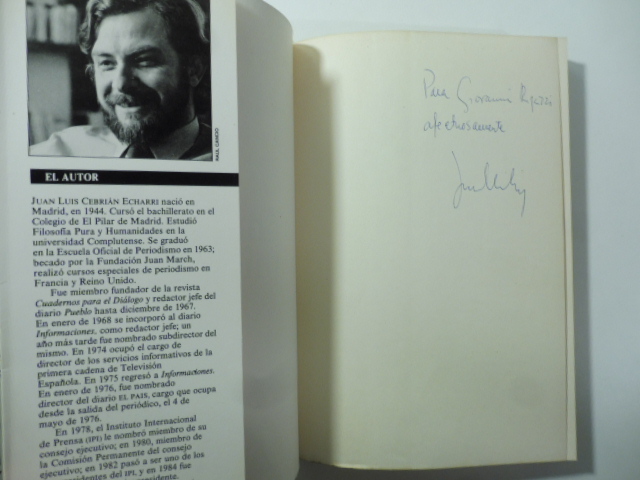 RAUL CANCIO
EL AUTOR
JUAN LUIS CEBRIÁN ECHARRI nació en
Madrid, en 1944. Cursó el bachillerato en el
Colegio de El Pilar de Madrid. Estudió
Filosofía Pura y Humanidades en la
universidad Complutense. Se graduó
en la Escuela Oficial de Periodismo en 1963;
becado por la Fundación Juan March,
realizó cursos especiales de periodismo en
Francia y Reino Unido.
Fue miembro fundador de la revista
Cuadernos para el Diálogo y redactor jefe del
diario Pueblo hasta diciembre de 1967.
En enero de 1968 se incorporó al diario
Informaciones, como redactor jefe; un
año más tarde fue nombrado subdirector del
mismo. En 1974 ocupó el cargo de
director de los servicios informativos de la
primera cadena de Televisión
Española. En 1975 regresó a Informaciones.
En enero de 1976, fue nombrado
director del diario EL PAIS, cargo que ocupa
desde la salida del periódico, el 4 de
mayo de 1976.
En 1978, el Instituto Internacional
de Prensa (IPI) le nombró miembro de su
consejo ejecutivo; en 1980, miembro de
la Comisión Permanente del consejo
ejecutivo; en 1982 pasó a ser uno de los
presidentes del IPI, y en 1984 fue
Para Giovanni
afectuosamente